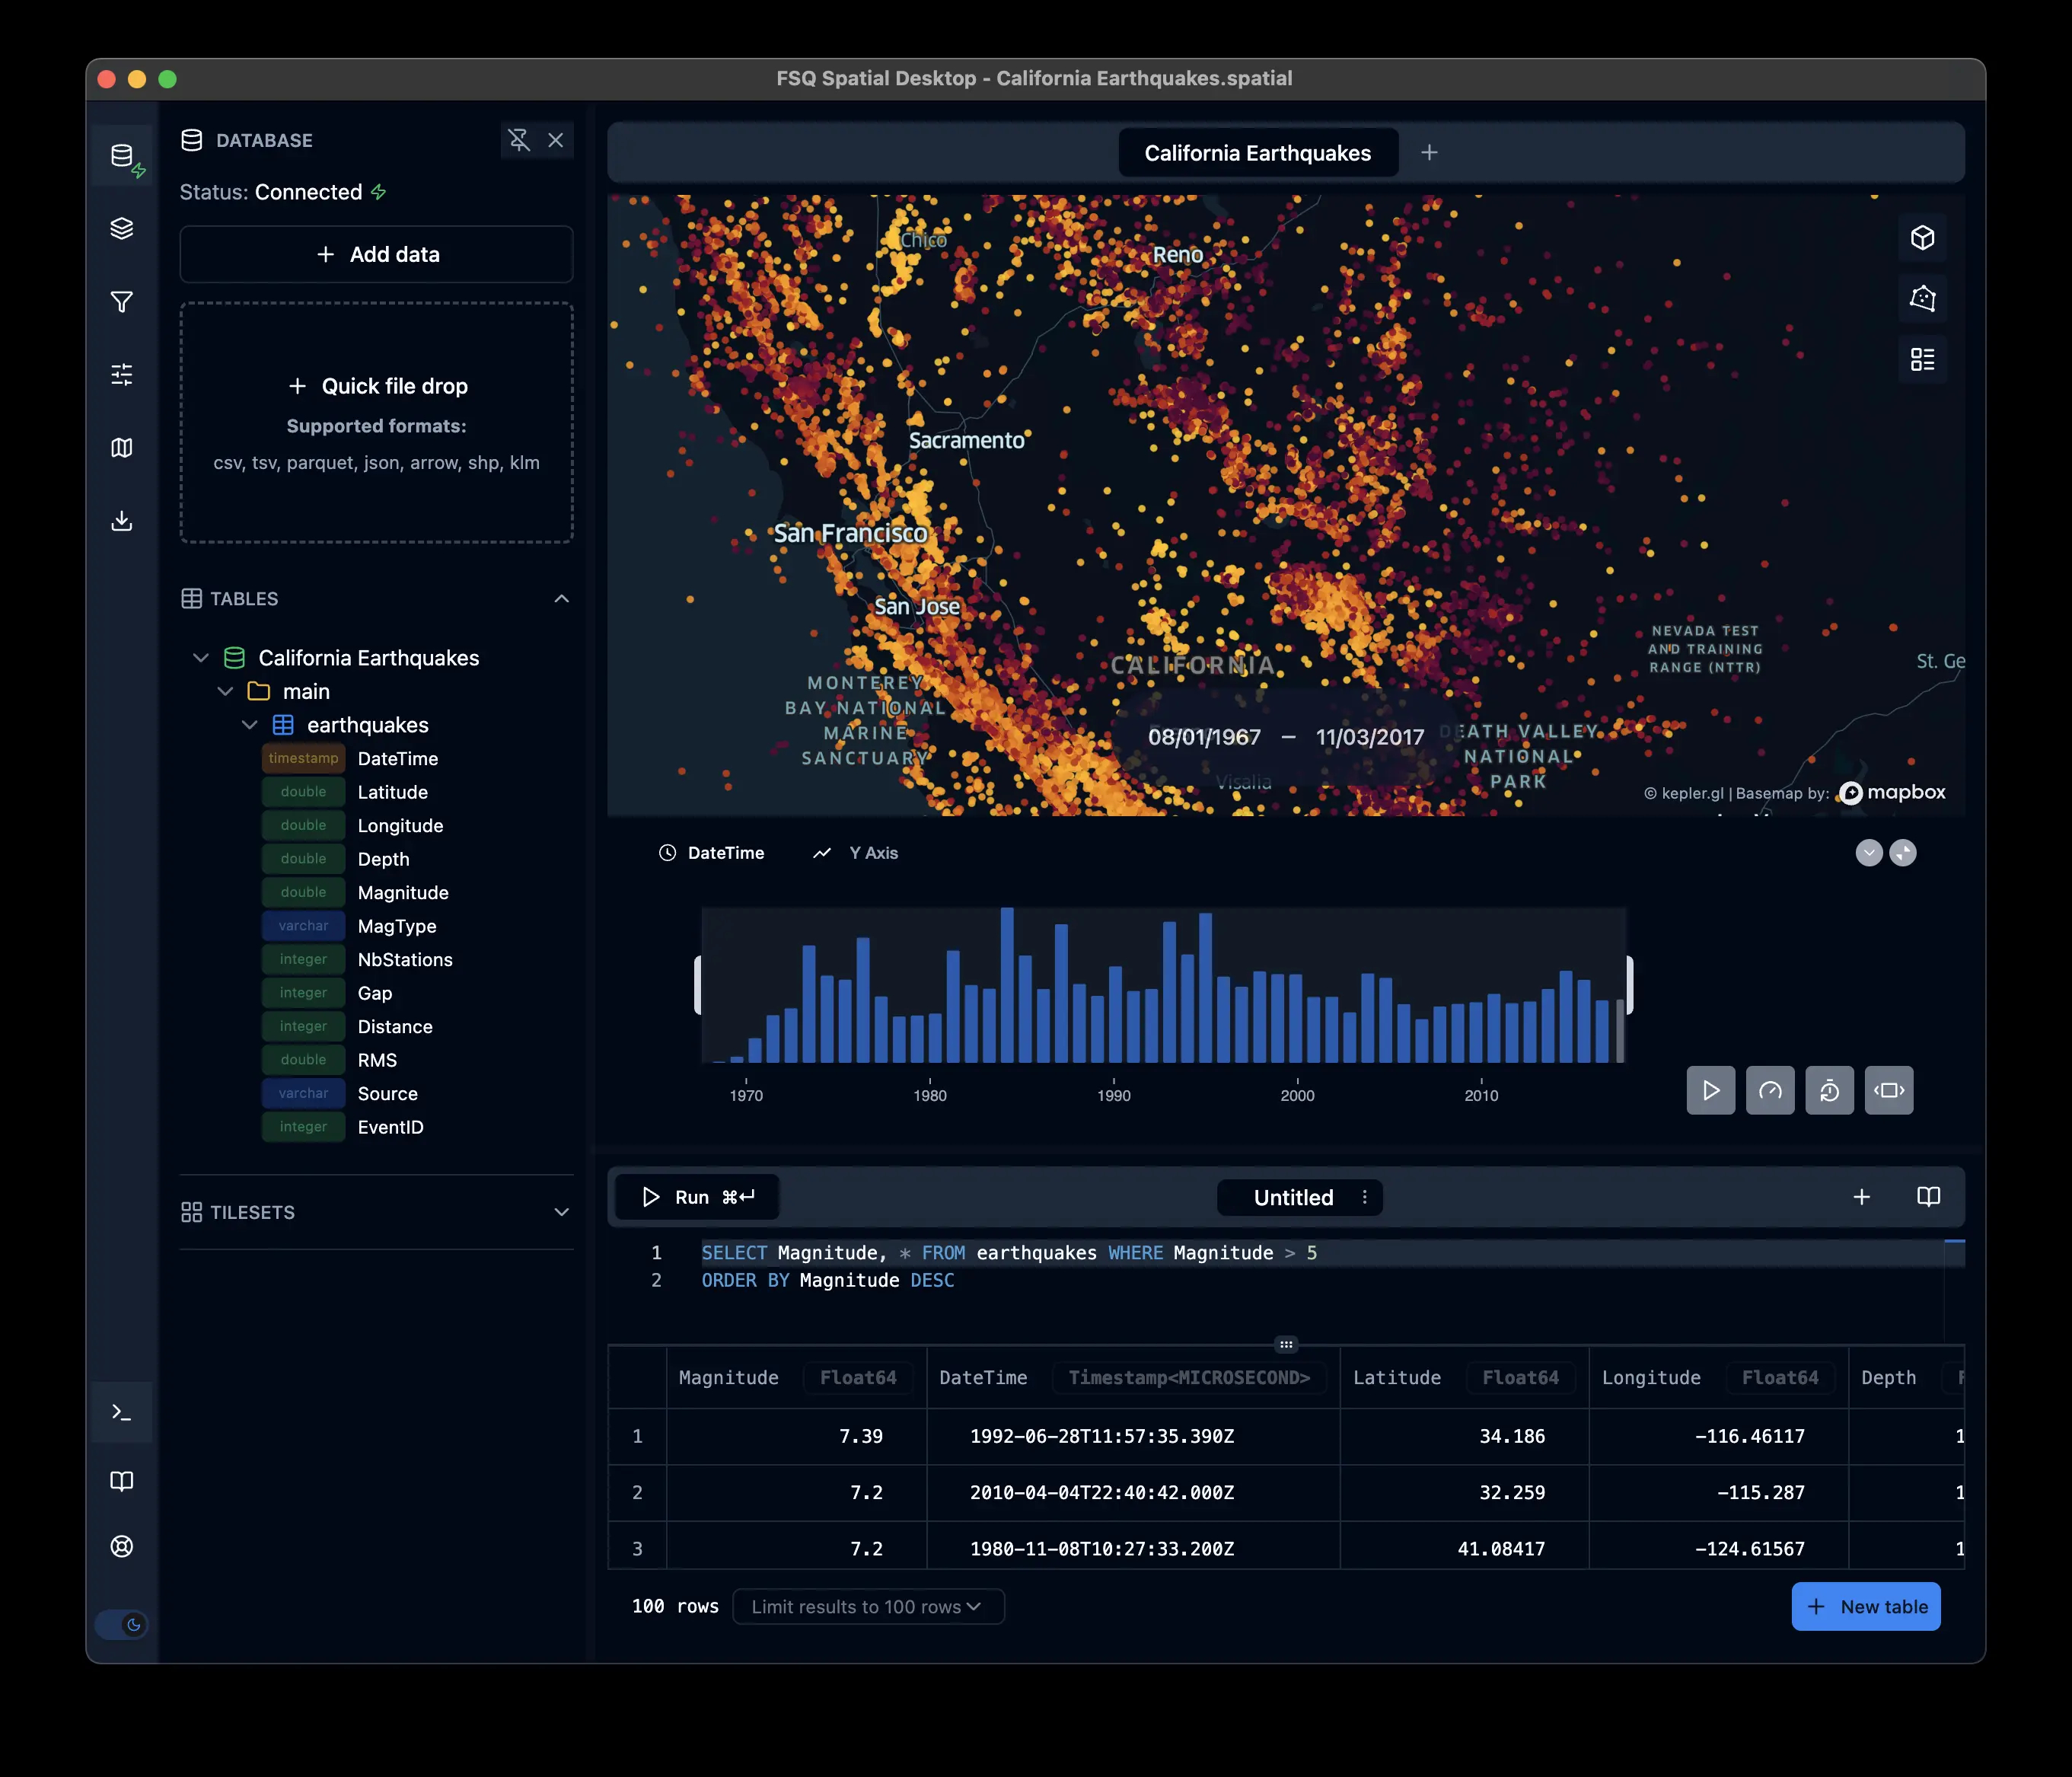 FSQ Spatial Desktop - California Earthquakes.spatial
DATABASE
Status: Connected
+ Add data
+ Quick file drop
Supported formats:
csv, tsv, parquet, json, arrow, shp, klm
TABLES
California Earthquakes
main
earthquakes
timestamp DateTime
double Latitude
double Longitude
double Depth
double Magnitude
varchar MagType
integer NbStations
integer Gap
integer Distance
double RMS
varchar Source
integer EventID
TILESETS
California Earthquakes +
Chico
Reno
Sacramento
San Francisco
San Jose
CALIFORNIA
MONTEREY
BAY NATIONAL
MARINE
SANCTUARY
NEVADA TEST
AND TRAINING
RANGE (NTTR)
St. Ge
08/01/1967 – 11/03/2017
DEATH VALLEY
NATIONAL
PARK
Visalia
© kepler.gl | Basemap by: mapbox
DateTime Y Axis
1970 1980 1990 2000 2010
Run ⌘↵
Untitled
+
1 SELECT Magnitude, * FROM earthquakes WHERE Magnitude > 5
2 ORDER BY Magnitude DESC
Magnitude Float64 DateTime Timestamp<MICROSECOND> Latitude Float64 Longitude Float64 Depth F
1 7.39 1992-06-28T11:57:35.390Z 34.186 -116.46117 1
2 7.2 2010-04-04T22:40:42.000Z 32.259 -115.287 1
3 7.2 1980-11-08T10:27:33.200Z 41.08417 -124.61567 1
100 rows Limit results to 100 rows
+ New table